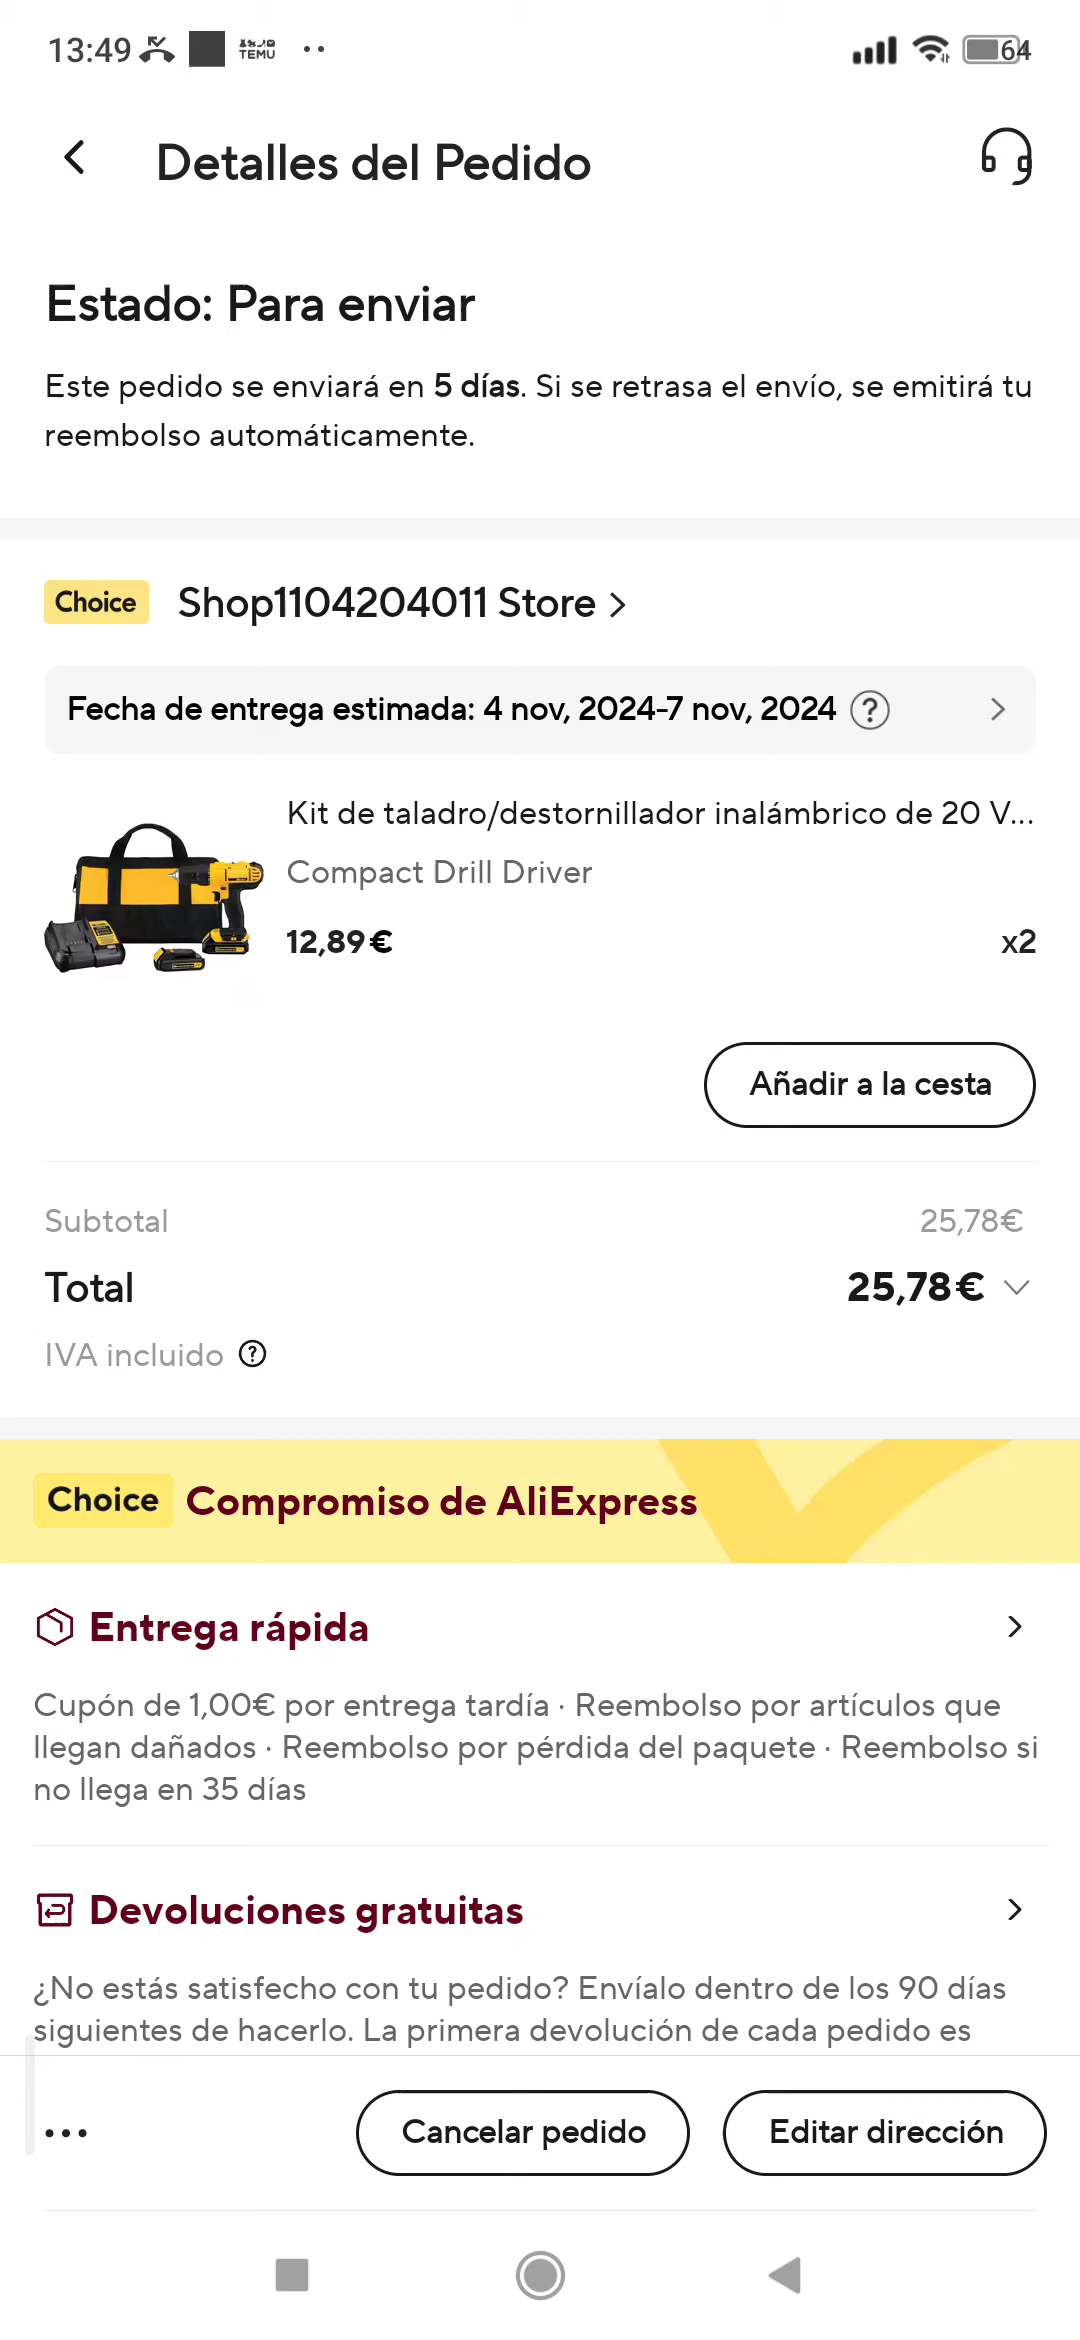 13:49 TEMU 64
Detalles del Pedido
Estado: Para enviar
Este pedido se enviará en 5 días. Si se retrasa el envío, se emitirá tu
reembolso automáticamente.
Choice Shop1104204011 Store >
Fecha de entrega estimada: 4 nov, 2024-7 nov, 2024 ? >
Kit de taladro/destornillador inalámbrico de 20 V...
Compact Drill Driver
12,89€ x2
Añadir a la cesta
Subtotal 25,78€
Total 25,78€
IVA incluido ?
Choice Compromiso de AliExpress
Entrega rápida >
Cupón de 1,00€ por entrega tardía · Reembolso por artículos que
llegan dañados · Reembolso por pérdida del paquete · Reembolso si
no llega en 35 días
Devoluciones gratuitas >
¿No estás satisfecho con tu pedido? Envíalo dentro de los 90 días
siguientes de hacerlo. La primera devolución de cada pedido es
... Cancelar pedido Editar dirección